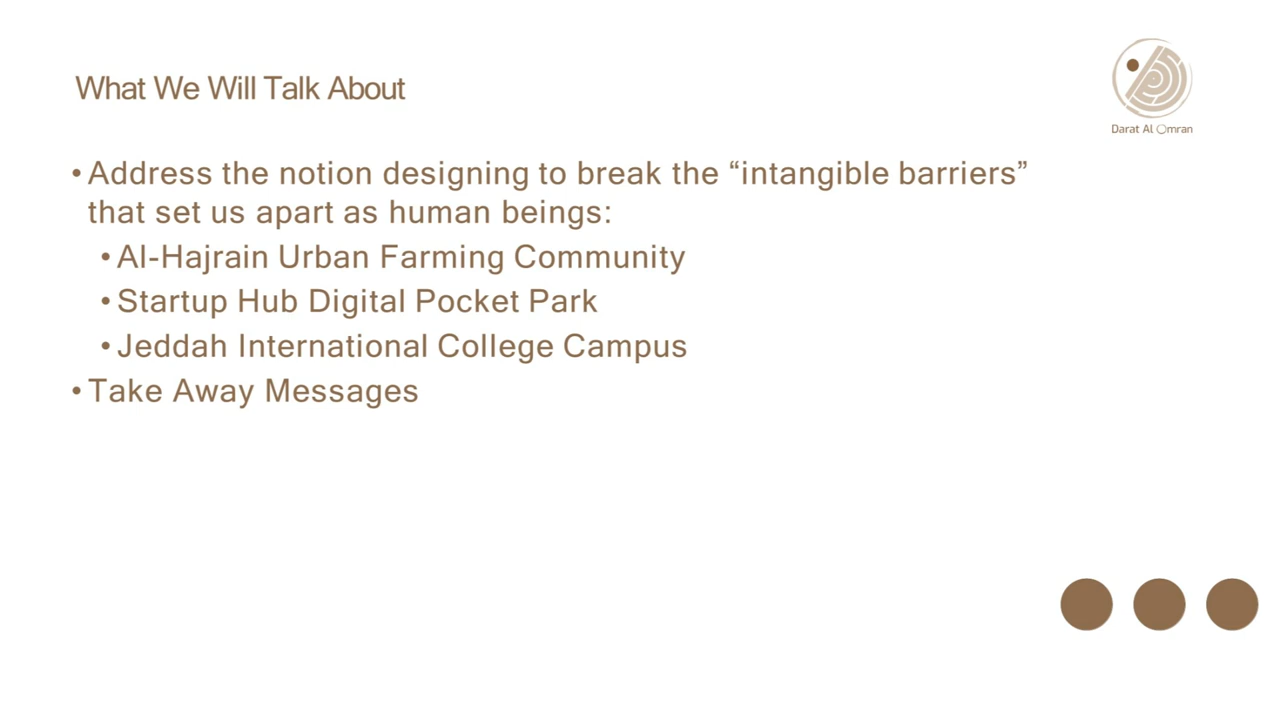 What We Will Talk About
Darat Al Omran
• Address the notion designing to break the “intangible barriers”
that set us apart as human beings:
• Al-Hajrain Urban Farming Community
• Startup Hub Digital Pocket Park
• Jeddah International College Campus
• Take Away Messages